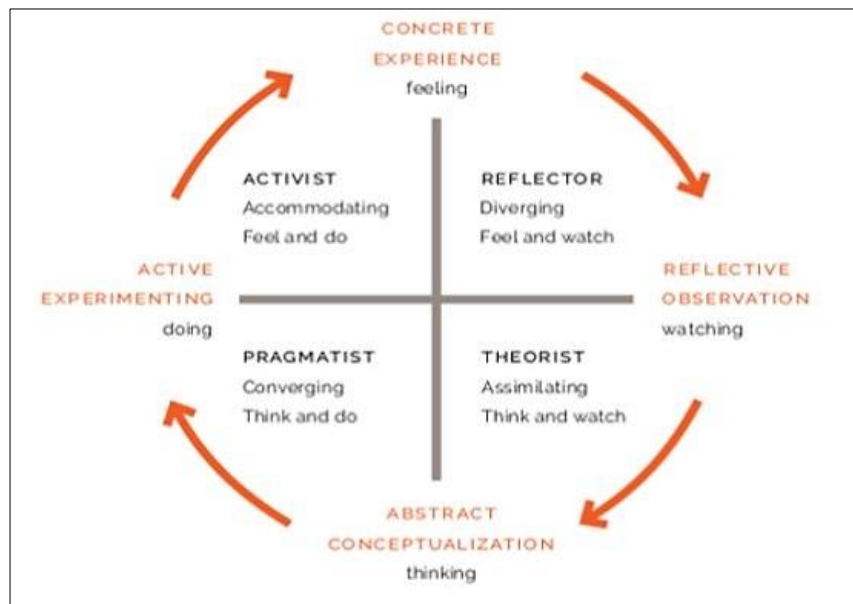 CONCRETE
EXPERIENCE
feeling
ACTIVIST
Accommodating
Feel and do
REFLECTOR
Diverging
Feel and watch
ACTIVE
EXPERIMENTING
doing
REFLECTIVE
OBSERVATION
watching
PRAGMATIST
Converging
Think and do
THEORIST
Assimilating
Think and watch
ABSTRACT
CONCEPTUALIZATION
thinking